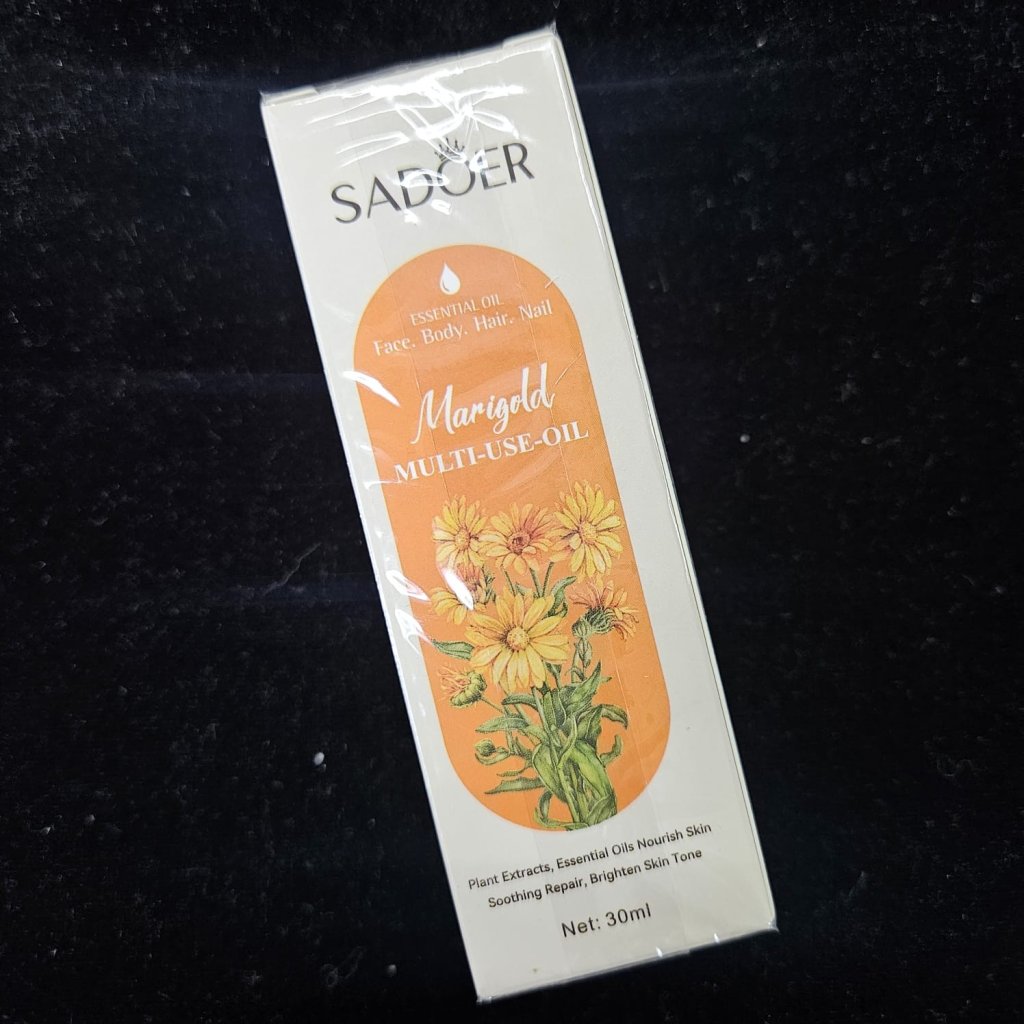 SADOER
ESSENTIAL OIL
Face. Body. Hair. Nail
Marigold
MULTI-USE-OIL
Plant Extracts, Essential Oils Nourish Skin
Soothing Repair, Brighten Skin Tone
Net: 30ml